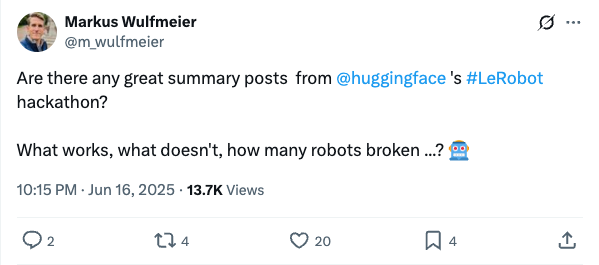 Markus Wulfmeier
@m_wulfmeier
Are there any great summary posts  from @huggingface 's #LeRobot
hackathon?
What works, what doesn't, how many robots broken ...? 🤖
10:15 PM · Jun 16, 2025 · 13.7K Views
2 4 20 4